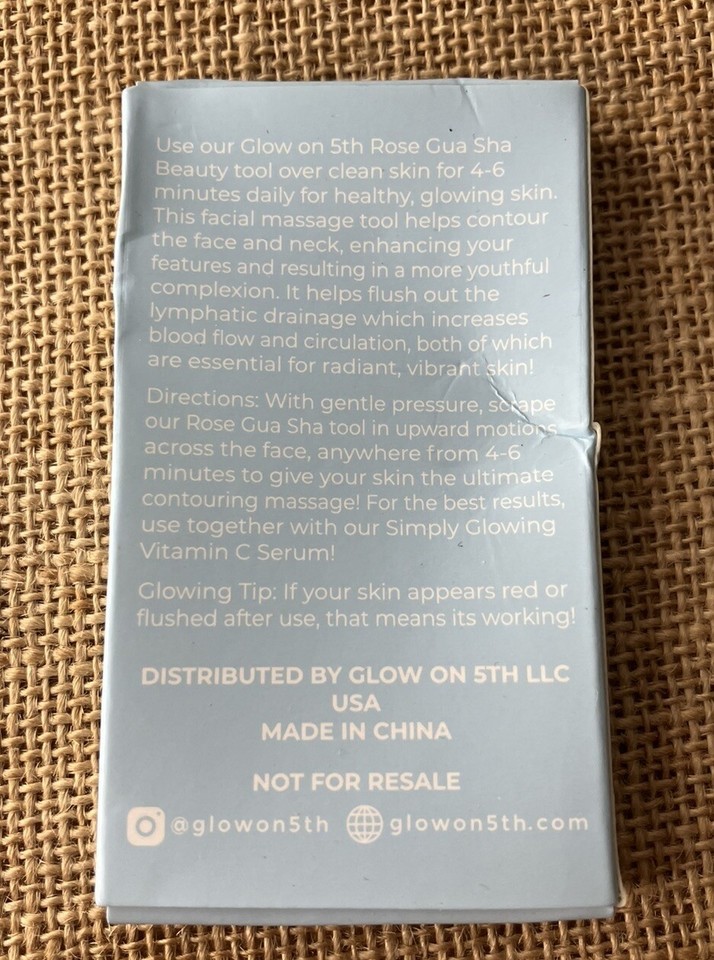 Use our Glow on 5th Rose Gua Sha
Beauty tool over clean skin for 4-6
minutes daily for healthy, glowing skin.
This facial massage tool helps contour
the face and neck, enhancing your
features and resulting in a more youthful
complexion. It helps flush out the
lymphatic drainage which increases
blood flow and circulation, both of which
are essential for radiant, vibrant skin!
Directions: With gentle pressure, scrape
our Rose Gua Sha tool in upward motions
across the face, anywhere from 4-6
minutes to give your skin the ultimate
contouring massage! For the best results,
use together with our Simply Glowing
Vitamin C Serum!
Glowing Tip: If your skin appears red or
flushed after use, that means its working!
DISTRIBUTED BY GLOW ON 5TH LLC
USA
MADE IN CHINA
NOT FOR RESALE
@glowon5th glowon5th.com